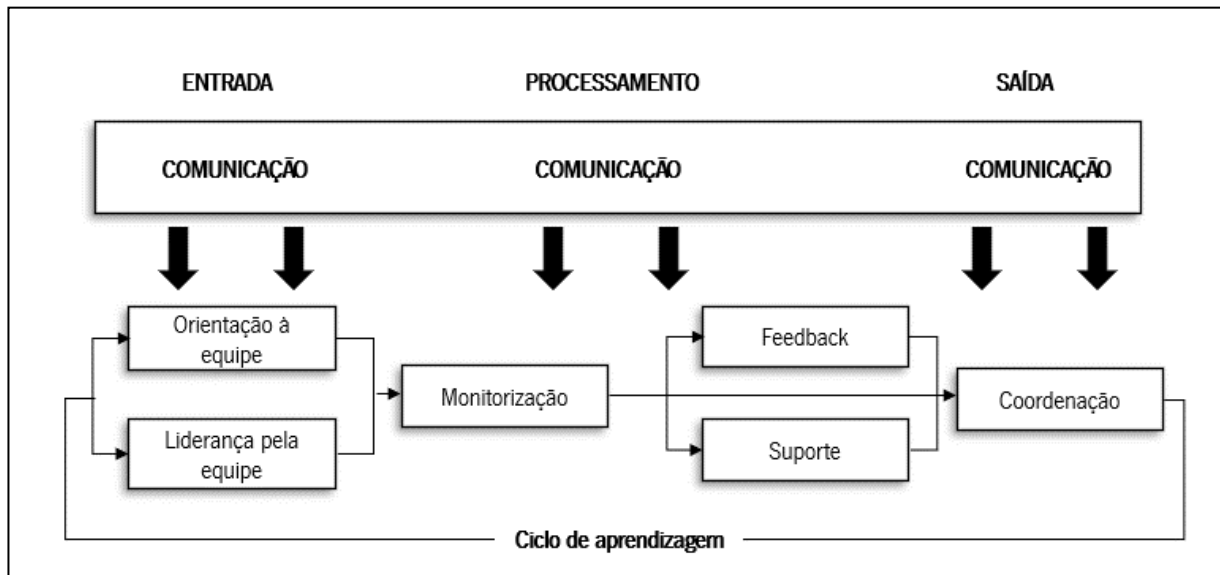 ENTRADA
PROCESSAMENTO
SAÍDA
COMUNICAÇÃO
COMUNICAÇÃO
COMUNICAÇÃO
Orientação à
equipe
Liderança pela
equipe
Monitorização
Feedback
Suporte
Coordenação
Ciclo de aprendizagem